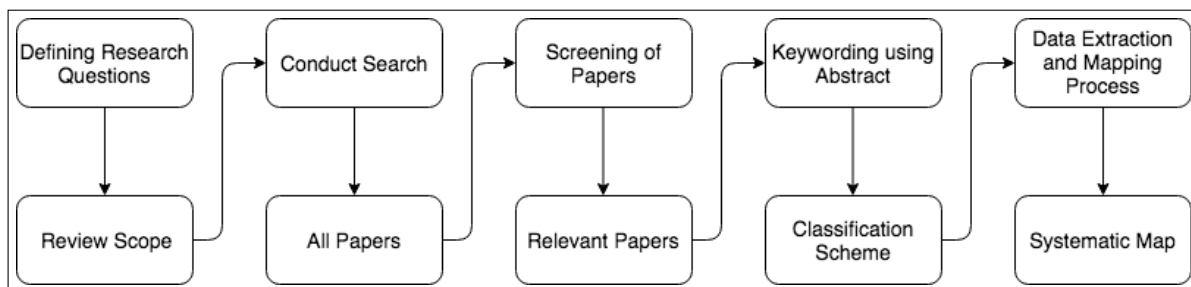 Defining Research
Questions
Conduct Search
Screening of
Papers
Keywording using
Abstract
Data Extraction
and Mapping
Process
Review Scope
All Papers
Relevant Papers
Classification
Scheme
Systematic Map